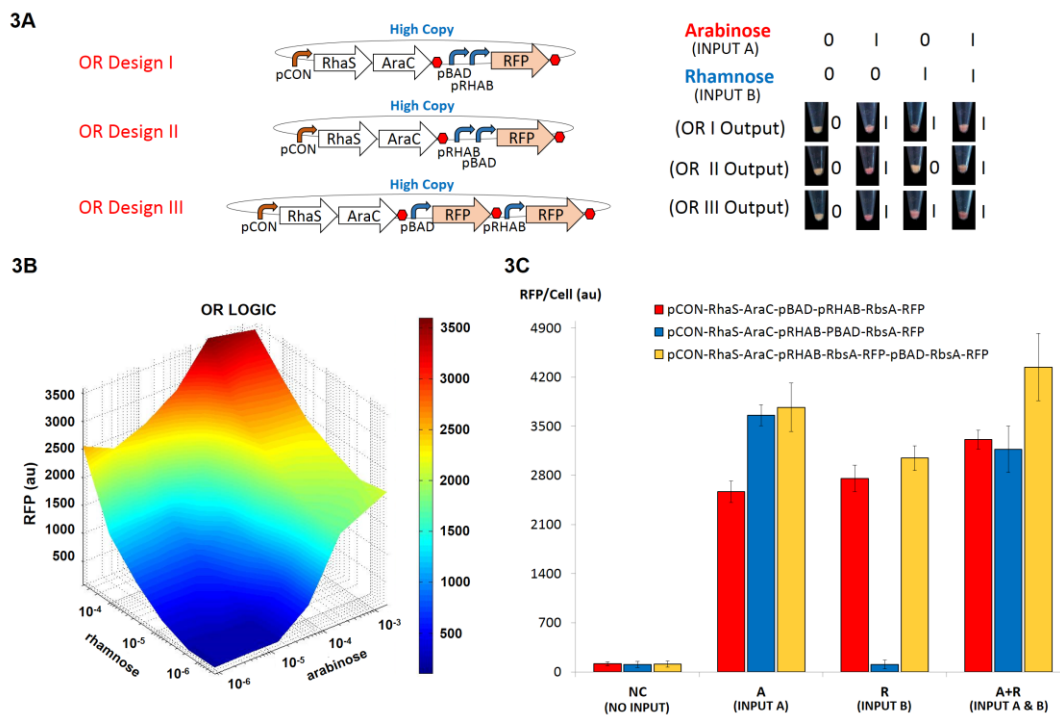 3A
High Copy
OR Design I
pCON
RhaS
AraC
pBAD
pRHAB
RFP
High Copy
OR Design II
pCON
RhaS
AraC
pRHAB
pBAD
RFP
High Copy
OR Design III
pCON
RhaS
AraC
pBAD
RFP
pRHAB
RFP
Arabinose 0 I 0 I
(INPUT A)
Rhamnose 0 0 I I
(INPUT B)
(OR I Output) 0 I I I
(OR II Output) 0 I 0 I
(OR III Output) 0 I I I
3B
OR LOGIC
RFP (au)
3500
3000
2500
2000
1500
1000
500
10-4
10-5
10-6
rhamnose
10-6
10-5
10-4
10-3
arabinose
3500
3000
2500
2000
1500
1000
500
3C
RFP/Cell (au)
pCON-RhaS-AraC-pBAD-pRHAB-RbsA-RFP
pCON-RhaS-AraC-pRHAB-PBAD-RbsA-RFP
pCON-RhaS-AraC-pRHAB-RbsA-RFP-pBAD-RbsA-RFP
4900
4200
3500
2800
2100
1400
700
0
NC A R A+R
(NO INPUT) (INPUT A) (INPUT B) (INPUT A & B)